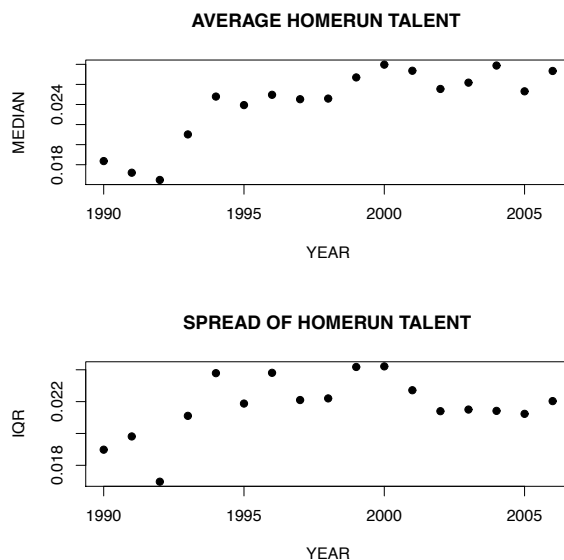 AVERAGE HOMERUN TALENT
MEDIAN
0.024
0.018
1990 1995 2000 2005
YEAR
SPREAD OF HOMERUN TALENT
IQR
0.022
0.018
1990 1995 2000 2005
YEAR